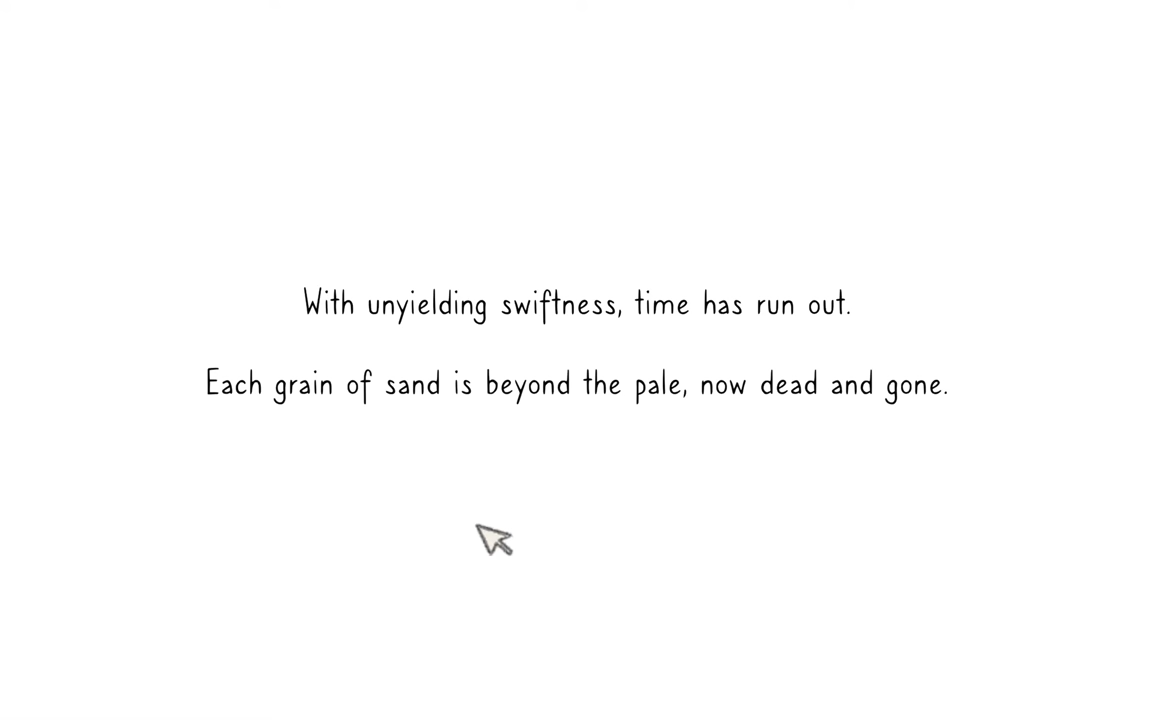 With unyielding swiftness, time has run out.
Each grain of sand is beyond the pale, now dead and gone.